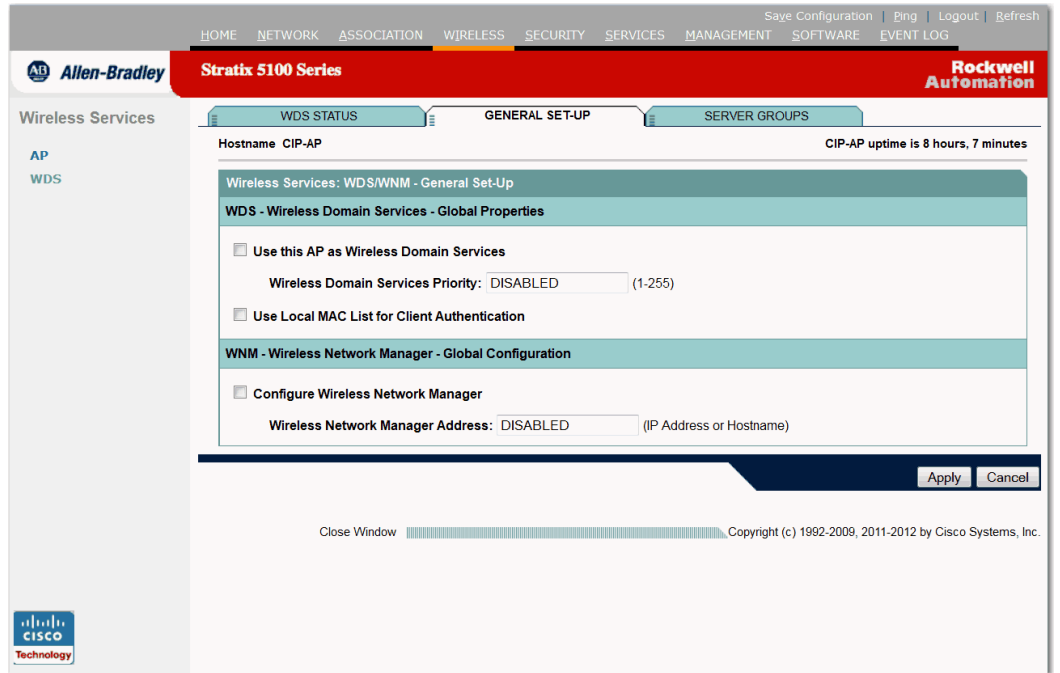 Save Configuration | Ping | Logout | Refresh
HOME NETWORK ASSOCIATION WIRELESS SECURITY SERVICES MANAGEMENT SOFTWARE EVENT LOG
AB Allen-Bradley
Stratix 5100 Series
Rockwell
Automation
Wireless Services
AP
WDS
WDS STATUS
GENERAL SET-UP
SERVER GROUPS
Hostname CIP-AP
CIP-AP uptime is 8 hours, 7 minutes
Wireless Services: WDS/WNM - General Set-Up
WDS - Wireless Domain Services - Global Properties
Use this AP as Wireless Domain Services
Wireless Domain Services Priority: DISABLED (1-255)
Use Local MAC List for Client Authentication
WNM - Wireless Network Manager - Global Configuration
Configure Wireless Network Manager
Wireless Network Manager Address: DISABLED (IP Address or Hostname)
Apply
Cancel
Close Window
Copyright (c) 1992-2009, 2011-2012 by Cisco Systems, Inc.
CISCO
Technology